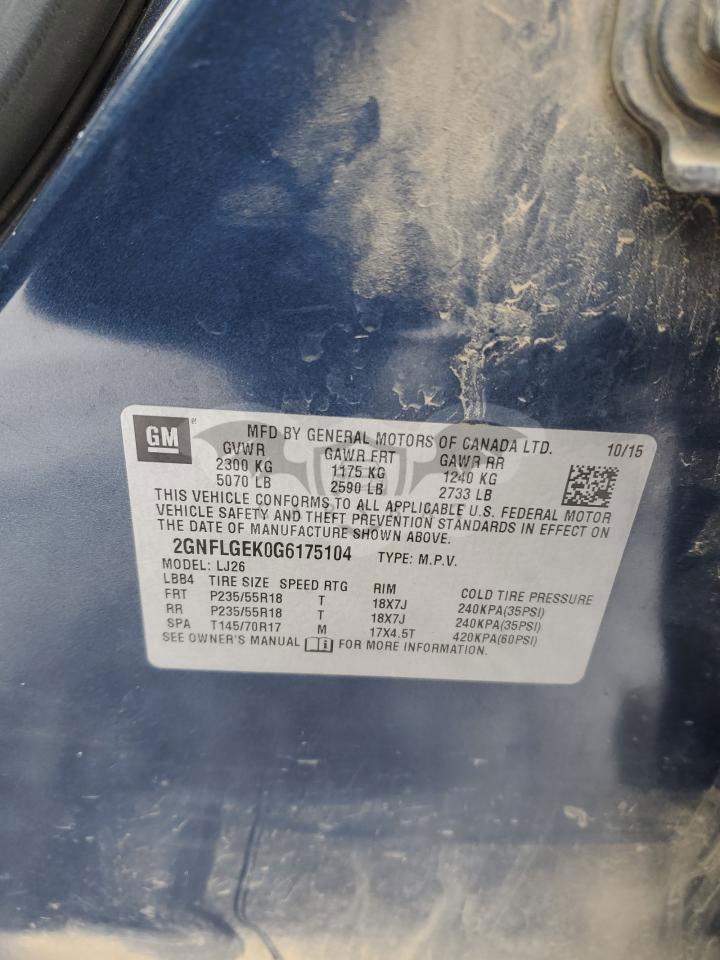 GM
MFD BY GENERAL MOTORS OF CANADA LTD. 10/15
GVWR GAWR FRT GAWR RR
2300 KG 1175 KG 1240 KG
5070 LB 2590 LB 2733 LB
THIS VEHICLE CONFORMS TO ALL APPLICABLE U.S. FEDERAL MOTOR
VEHICLE SAFETY AND THEFT PREVENTION STANDARDS IN EFFECT ON
THE DATE OF MANUFACTURE SHOWN ABOVE.
2GNFLGEK0G6175104 TYPE: M.P.V.
MODEL: LJ26
LBB4 TIRE SIZE SPEED RTG RIM COLD TIRE PRESSURE
FRT P235/55R18 T 18X7J 240KPA(35PSI)
RR P235/55R18 T 18X7J 240KPA(35PSI)
SPA T145/70R17 M 17X4.5T 420KPA(60PSI)
SEE OWNER'S MANUAL FOR MORE INFORMATION.